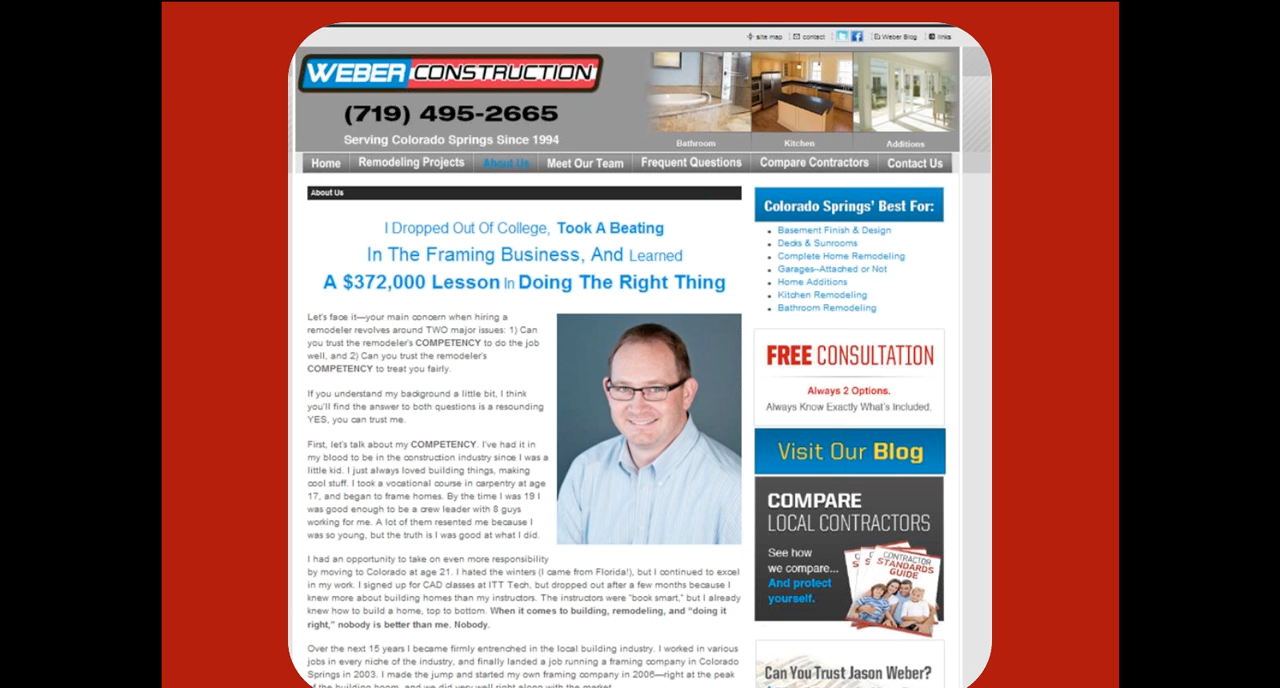 site map contact Weber Blog links
WEBER CONSTRUCTION
(719) 495-2665
Serving Colorado Springs Since 1994
Bathroom Kitchen Additions
Home Remodeling Projects About Us Meet Our Team Frequent Questions Compare Contractors Contact Us
About Us
I Dropped Out Of College, Took A Beating
In The Framing Business, And Learned
A $372,000 Lesson In Doing The Right Thing
Let's face it—your main concern when hiring a
remodeler revolves around TWO major issues: 1) Can
you trust the remodeler's COMPETENCY to do the job
well, and 2) Can you trust the remodeler's
COMPETENCY to treat you fairly.
If you understand my background a little bit, I think
you'll find the answer to both questions is a resounding
YES, you can trust me.
First, let's talk about my COMPETENCY. I've had it in
my blood to be in the construction industry since I was a
little kid. I just always loved building things, making
cool stuff. I took a vocational course in carpentry at age
17, and began to frame homes. By the time I was 19 I
was good enough to be a crew leader with 8 guys
working for me. A lot of them resented me because I
was so young, but the truth is I was good at what I did.
I had an opportunity to take on even more responsibility
by moving to Colorado at age 21. I hated the winters (I came from Florida!), but I continued to excel
in my work. I signed up for CAD classes at ITT Tech, but dropped out after a few months because I
knew more about building homes than my instructors. The instructors were "book smart," but I already
knew how to build a home, top to bottom. When it comes to building, remodeling, and "doing it
right," nobody is better than me. Nobody.
Over the next 15 years I became firmly entrenched in the local building industry. I worked in various
jobs in every niche of the industry, and finally landed a job running a framing company in Colorado
Springs in 2003. I made the jump and started my own framing company in 2006—right at the peak
of the building boom, and we did very well right along with the market.
Colorado Springs' Best For:
Basement Finish & Design
Decks & Sunrooms
Complete Home Remodeling
Garages--Attached or Not
Home Additions
Kitchen Remodeling
Bathroom Remodeling
FREE CONSULTATION
Always 2 Options.
Always Know Exactly What's Included.
Visit Our Blog
COMPARE
LOCAL CONTRACTORS
See how
we compare...
And protect
yourself.
CONTRACTOR
STANDARDS
GUIDE
Can You Trust Jason Weber?